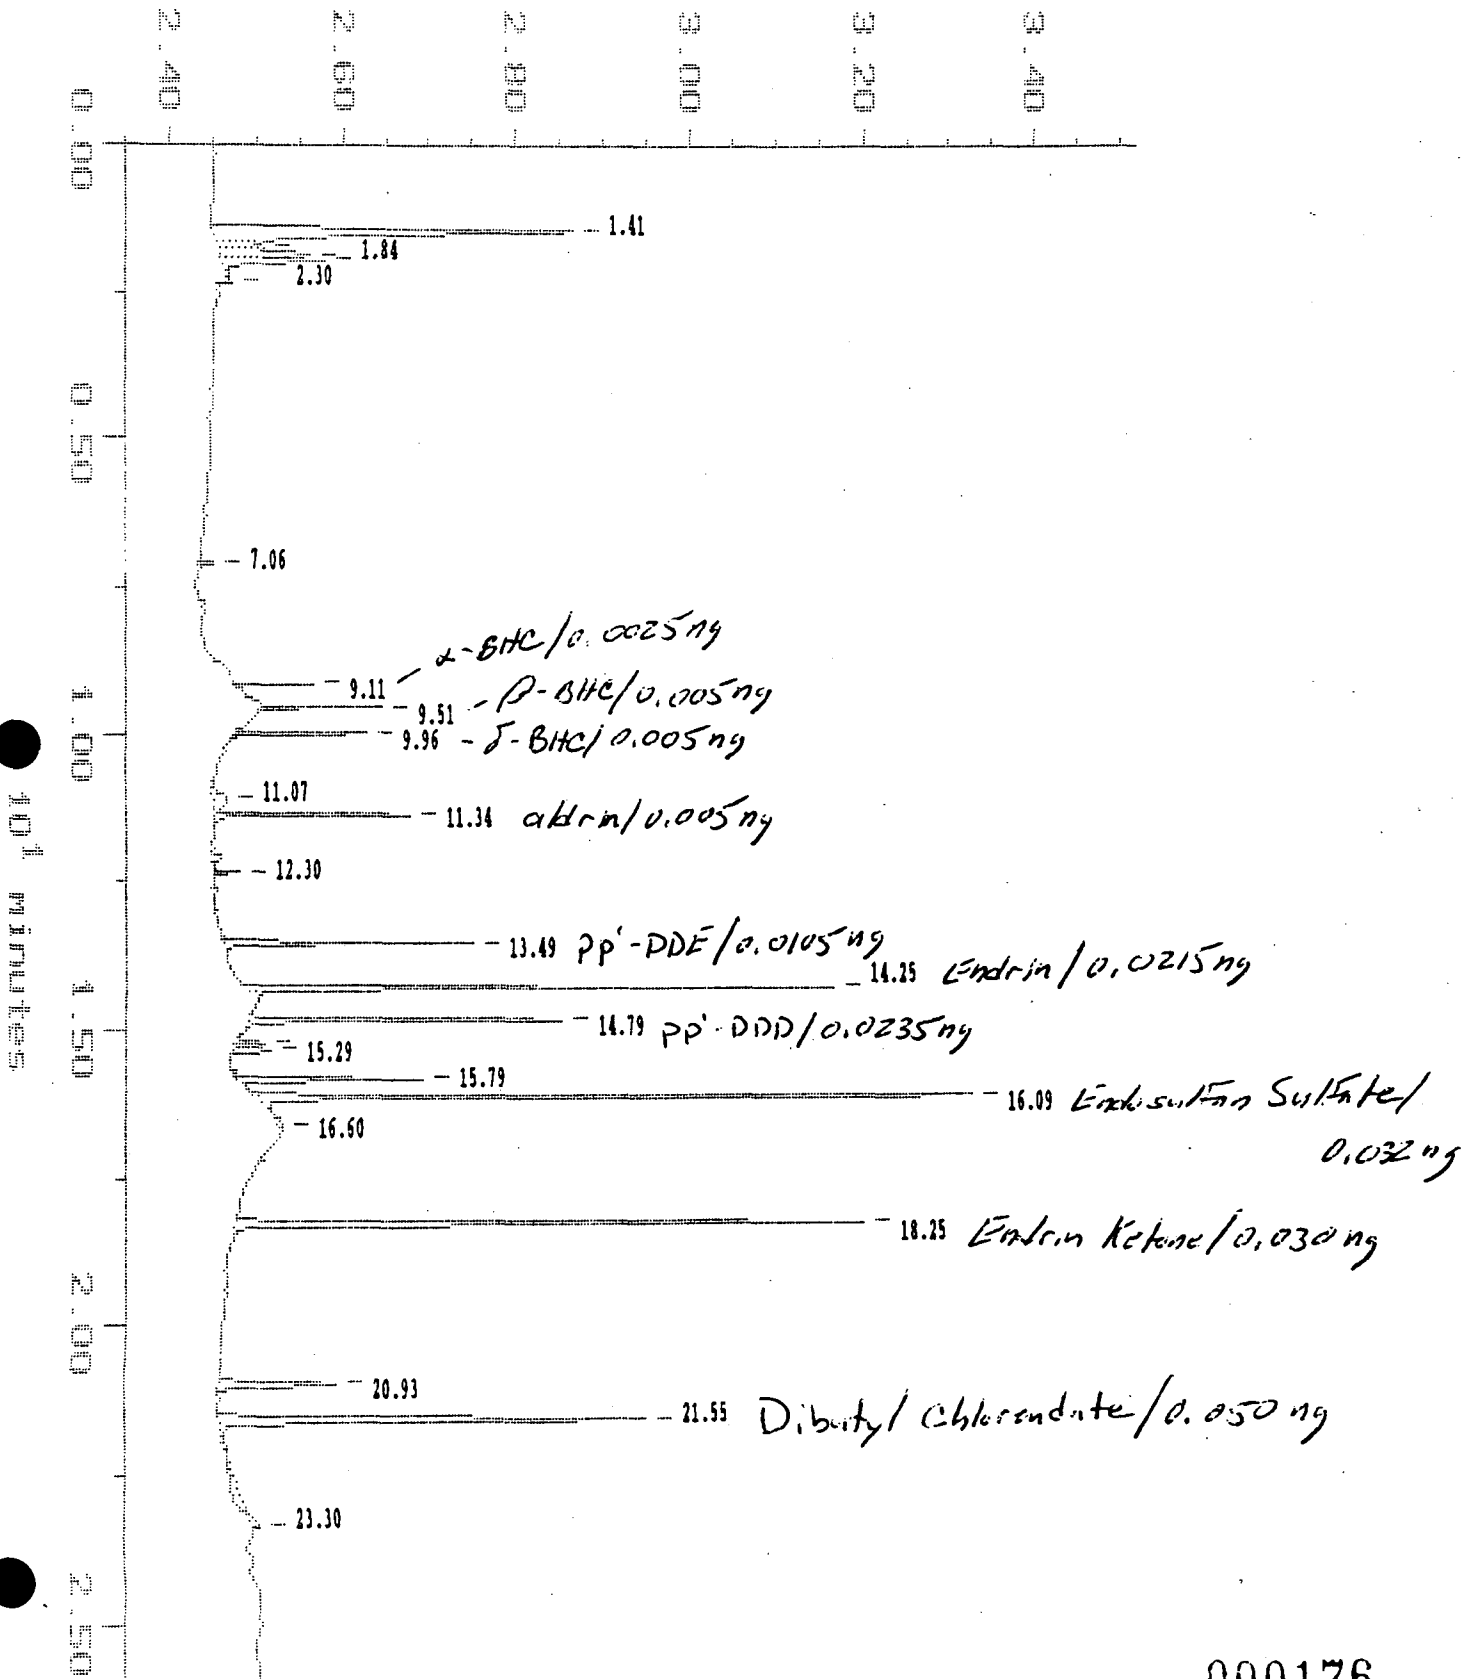 2.40 2.60 2.80 3.00 3.20 3.40
0.00
1.41
1.84
2.30
0.50
7.06
α-BHC/0.0025ng
9.11
β-BHC/0.005ng
9.51
1.00
9.96 - δ-BHC/0.005ng
11.07
11.34 aldrin/0.005ng
10¹ minutes
12.30
13.49 pp'-DDE/0.0105ng
14.25 Endrin/0.0215ng
1.50
14.79 pp'-DDD/0.0235ng
15.29
15.79
16.09 Endosulfan Sulfate/
0.032ng
16.60
18.25 Endrin Ketone/0.030ng
2.00
20.93
21.55 Dibutyl Chlorendate/0.050ng
23.30
2.50
000176